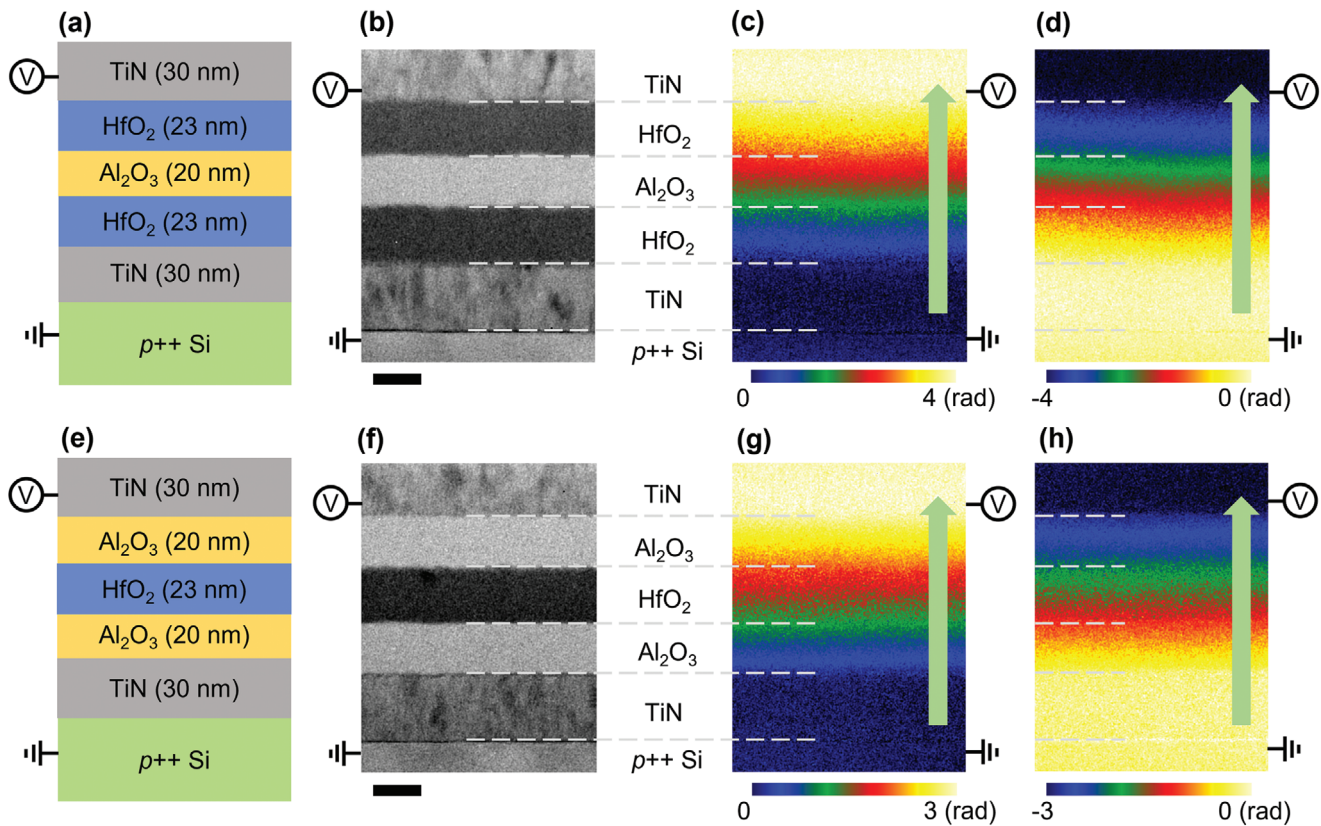 (a)
(b)
(c)
(d)
V
TiN (30 nm)
HfO₂ (23 nm)
Al₂O₃ (20 nm)
HfO₂ (23 nm)
TiN (30 nm)
p++ Si
V
TiN
HfO₂
Al₂O₃
HfO₂
TiN
p++ Si
V
0 4 (rad)
V
-4 0 (rad)
(e)
(f)
(g)
(h)
V
TiN (30 nm)
Al₂O₃ (20 nm)
HfO₂ (23 nm)
Al₂O₃ (20 nm)
TiN (30 nm)
p++ Si
V
TiN
Al₂O₃
HfO₂
Al₂O₃
TiN
p++ Si
V
0 3 (rad)
V
-3 0 (rad)